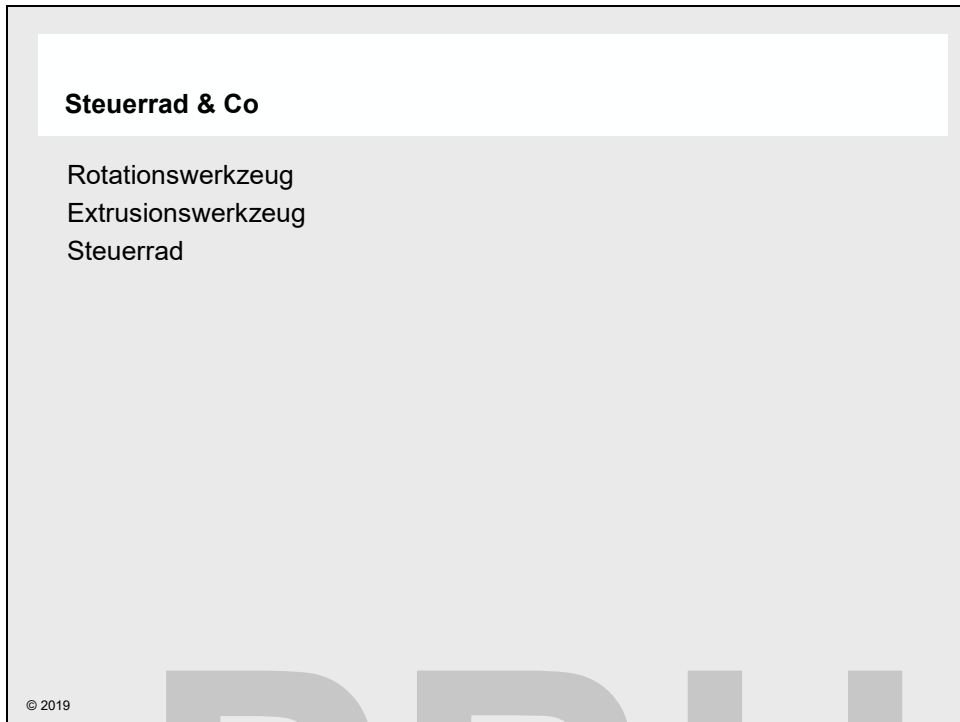 Steuerrad & Co
Rotationswerkzeug
Extrusionswerkzeug
Steuerrad
© 2019